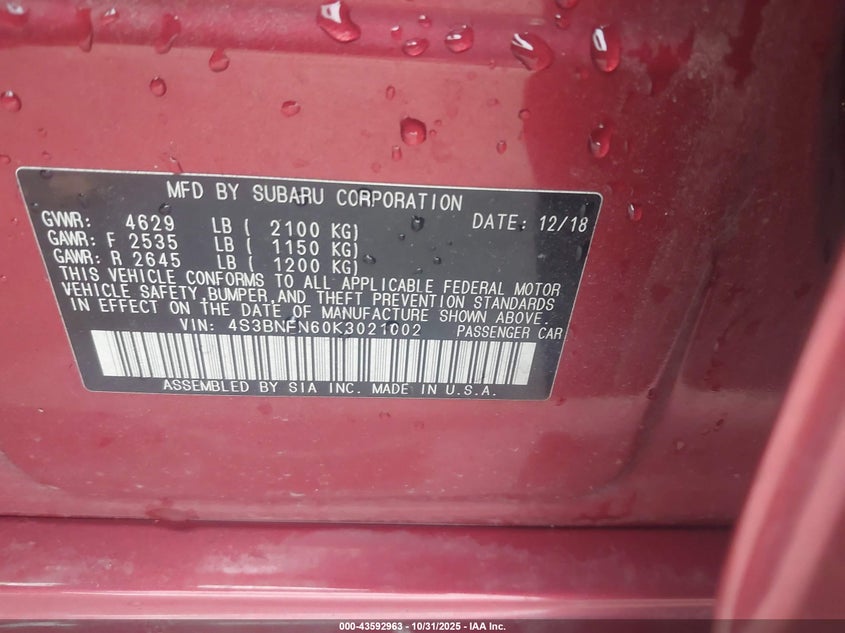 MFD BY SUBARU CORPORATION
GVWR: 4629 LB ( 2100 KG) DATE: 12/18
GAWR: F 2535 LB ( 1150 KG)
GAWR: R 2645 LB ( 1200 KG)
THIS VEHICLE CONFORMS TO ALL APPLICABLE FEDERAL MOTOR
VEHICLE SAFETY,BUMPER,AND THEFT PREVENTION STANDARDS
IN EFFECT ON THE DATE OF MANUFACTURE SHOWN ABOVE.
VIN: 4S3BNFN60K3021002 PASSENGER CAR
ASSEMBLED BY SIA INC. MADE IN U.S.A.
000-43592963 - 10/31/2025 - IAA Inc.